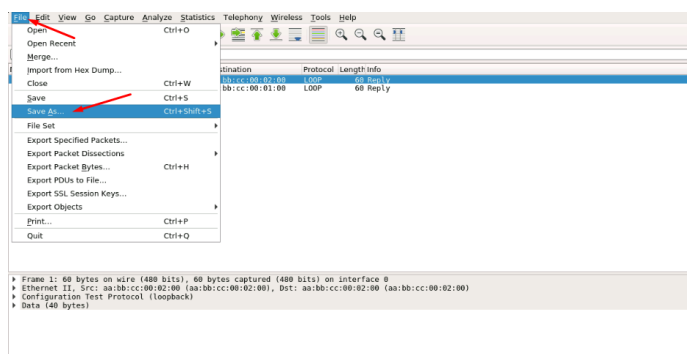 File Edit View Go Capture Analyze Statistics Telephony Wireless Tools Help
Open Ctrl+O
Open Recent
Merge...
Import from Hex Dump...
Close Ctrl+W
Save Ctrl+S
Save As... Ctrl+Shift+S
File Set
Export Specified Packets...
Export Packet Dissections
Export Packet Bytes... Ctrl+H
Export PDUs to File...
Export SSL Session Keys...
Export Objects
Print... Ctrl+P
Quit Ctrl+Q
stination Protocol Length Info
bb:cc:00:02:00 LOOP 60 Reply
bb:cc:00:01:00 LOOP 60 Reply
Frame 1: 60 bytes on wire (480 bits), 60 bytes captured (480 bits) on interface 0
Ethernet II, Src: aa:bb:cc:00:02:00 (aa:bb:cc:00:02:00), Dst: aa:bb:cc:00:02:00 (aa:bb:cc:00:02:00)
Configuration Test Protocol (loopback)
Data (40 bytes)